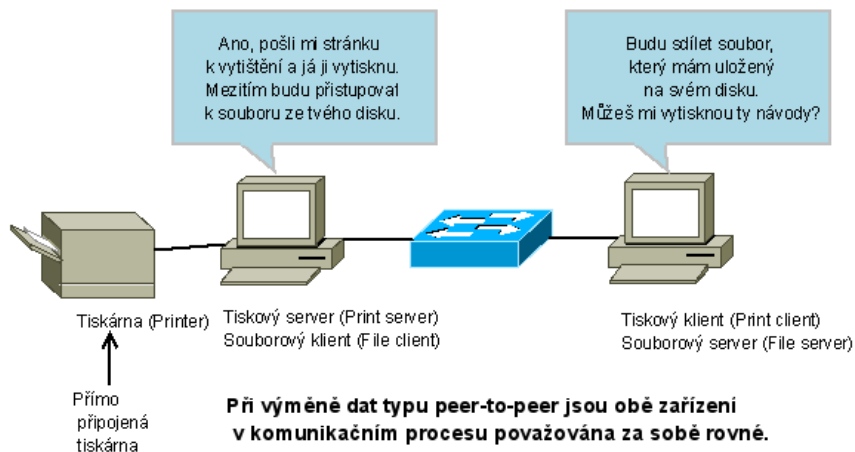 Ano, pošli mi stránku
k vytištění a já ji vytisknu.
Mezitím budu přistupovat
k souboru ze tvého disku.
Budu sdílet soubor,
který mám uložený
na svém disku.
Můžeš mi vytisknou ty návody?
Tiskárna (Printer)
Tiskový server (Print server)
Souborový klient (File client)
Tiskový klient (Print client)
Souborový server (File server)
Přímo
připojená
tiskárna
Při výměně dat typu peer-to-peer jsou obě zařízení
v komunikačním procesu považována za sobě rovné.